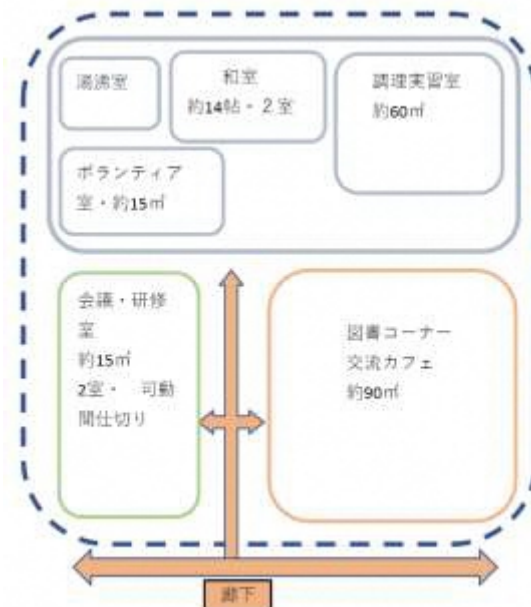 湯沸室
和室
約14帖・2室
調理実習室
約60㎡
ボランティア
室・約15㎡
会議・研修
室
約15㎡
2室・　可動
間仕切り
図書コーナー
交流カフェ
約90㎡
廊下